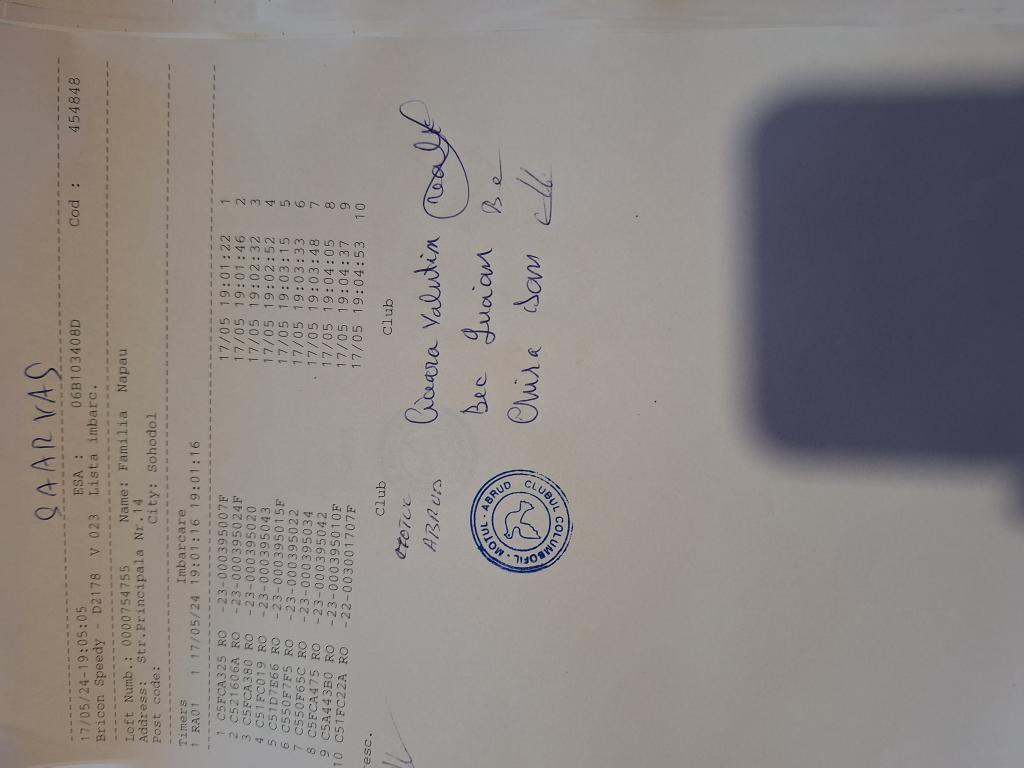 SAARVAS
17/05/24-19:05:05 ESA : 06B103408D Cod : 454848
Bricon Speedy - D2178 V 023 Lista imbarc.
Loft Numb.: 0000754755 Name: Familia Napau
Address: Str.Principala Nr.14
Post code: City: Sohodol
Timers Imbarcare
1 RA01 1 17/05/24 19:01:16 19:01:16
1 C5FCA325 RO -23-000395007F 17/05 19:01:22 1
2 C521606A RO -23-000395024F 17/05 19:01:46 2
3 C5FCA380 RO -23-000395020 17/05 19:02:32 3
4 C51FC019 RO -23-000395043 17/05 19:02:52 4
5 C51D7E66 RO -23-000395015F 17/05 19:03:15 5
6 C550F7F5 RO -23-000395022 17/05 19:03:33 6
7 C550F65C RO -23-000395034 17/05 19:03:48 7
8 C5FCA475 RO -23-000395042 17/05 19:04:05 8
9 C5A443B0 RO -23-000395010F 17/05 19:04:37 9
10 C51FC22A RO -22-003001707F 17/05 19:04:53 10
esc. Club Club
ABRUD
Valentin
Bec Lucian Be
Chira Dan
MOTUL - ABRUD CLUBUL COLUMBOFIL